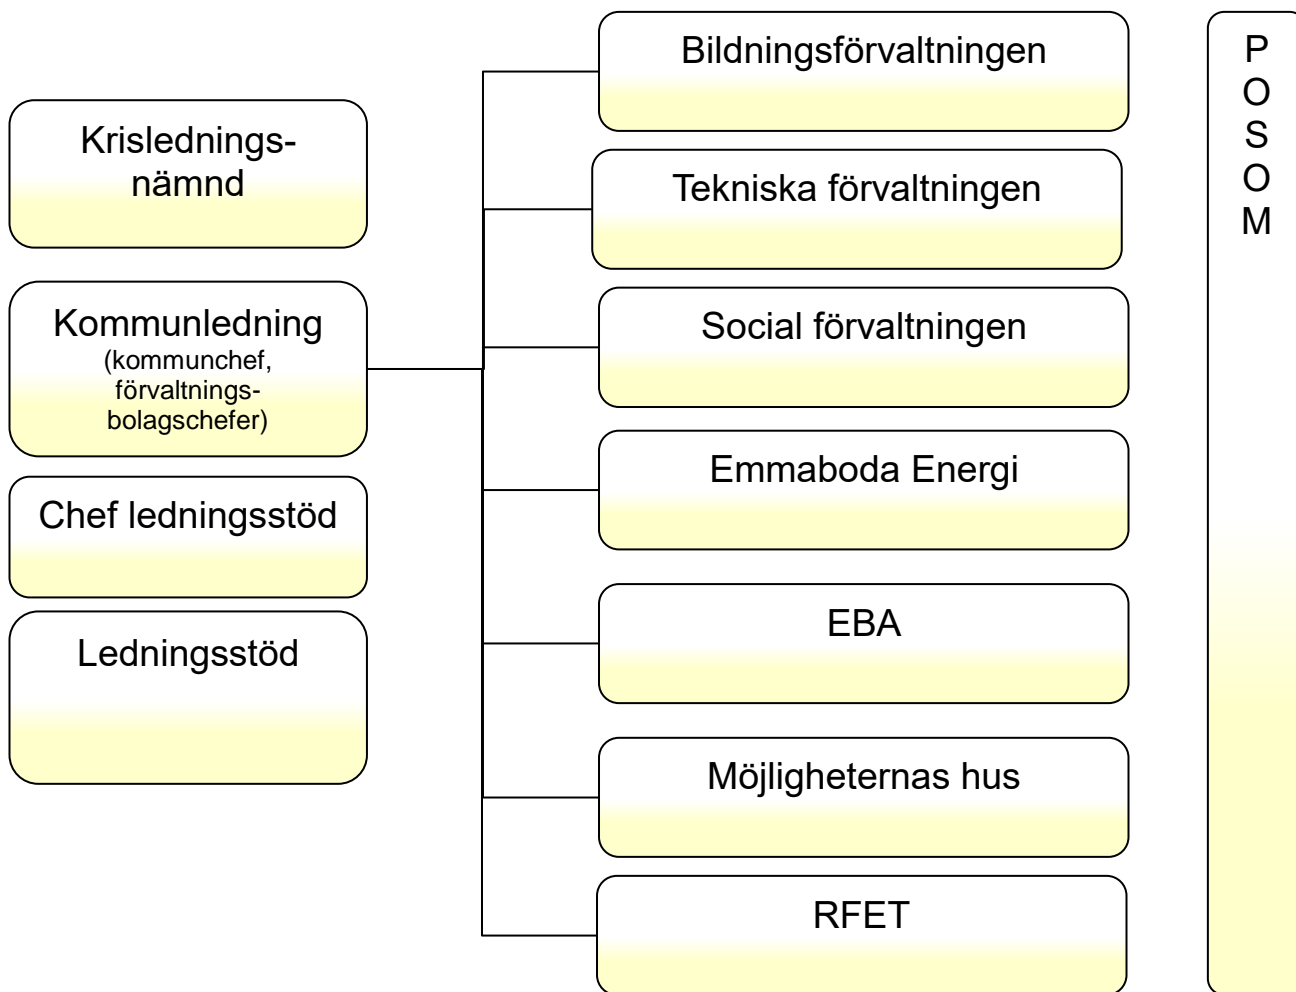 Krislednings-
nämnd
Kommunledning
(kommunchef,
förvaltnings-
bolagschefer)
Chef ledningsstöd
Ledningsstöd
Bildningsförvaltningen
Tekniska förvaltningen
Social förvaltningen
Emmaboda Energi
EBA
Möjligheternas hus
RFET
P
O
S
O
M